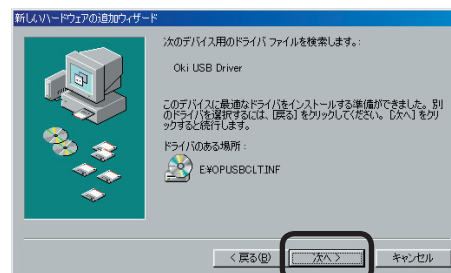 新しいハードウェアの追加ウィザード
次のデバイス用のドライバ ファイルを検索します。:
Oki USB Driver
このデバイスに最適なドライバをインストールする準備ができました。別
のドライバを選択するには、[戻る] をクリックしてください。[次へ] をクリ
ックすると続行します。
ドライバのある場所:
E:¥OPUSBCLT.INF
< 戻る(B)
次へ >
キャンセル